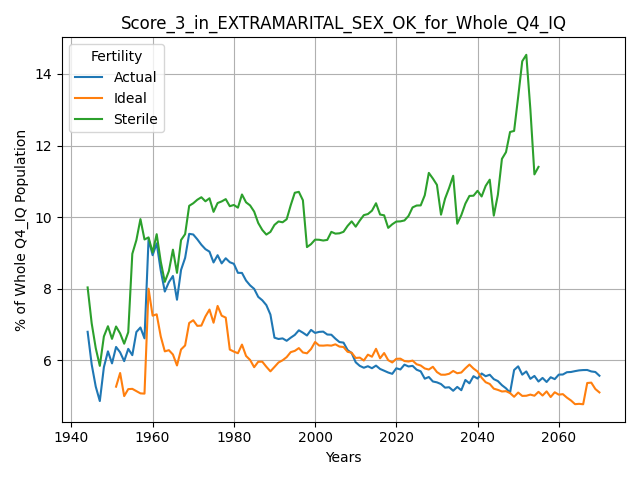 Score_3_in_EXTRAMARITAL_SEX_OK_for_Whole_Q4_IQ
Fertility
Actual
Ideal
Sterile
% of Whole Q4_IQ Population
14
12
10
8
6
1940
1960
1980
2000
2020
2040
2060
Years